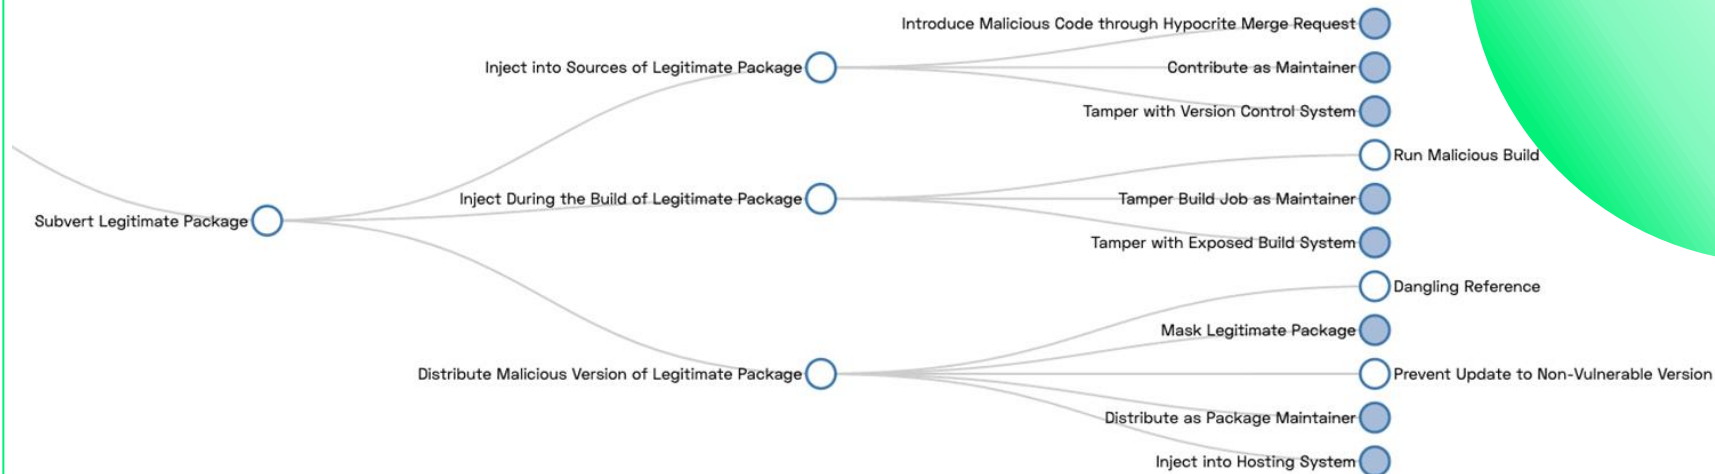 Introduce Malicious Code through Hypocrite Merge Request
Inject into Sources of Legitimate Package
Contribute as Maintainer
Tamper with Version Control System
Run Malicious Build
Inject During the Build of Legitimate Package
Tamper Build Job as Maintainer
Subvert Legitimate Package
Tamper with Exposed Build System
Dangling Reference
Mask Legitimate Package
Distribute Malicious Version of Legitimate Package
Prevent Update to Non-Vulnerable Version
Distribute as Package Maintainer
Inject into Hosting System